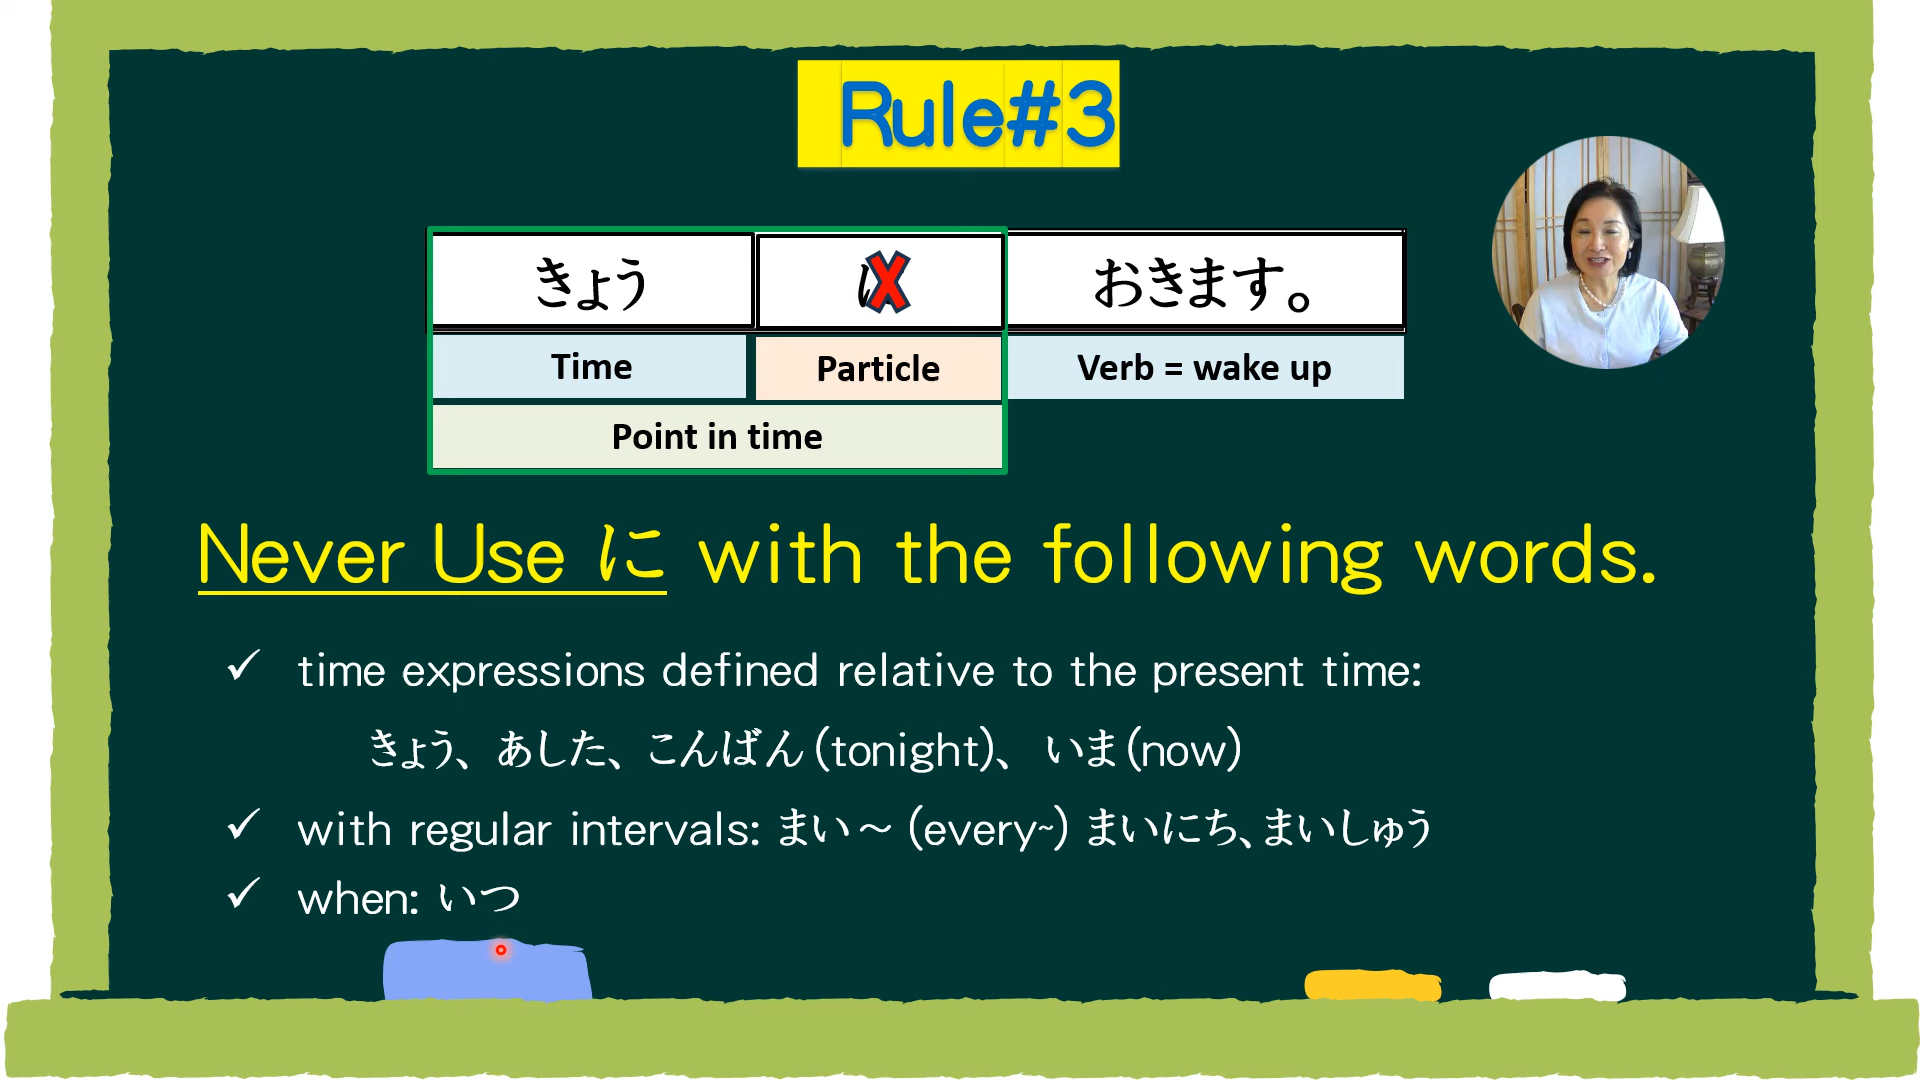 Rule#3
きょう に おきます。
Time Particle Verb = wake up
Point in time
Never Use に with the following words.
✓ time expressions defined relative to the present time:
きょう、あした、こんばん(tonight)、いま(now)
✓ with regular intervals: まい～ (every~) まいにち、まいしゅう
✓ when: いつ